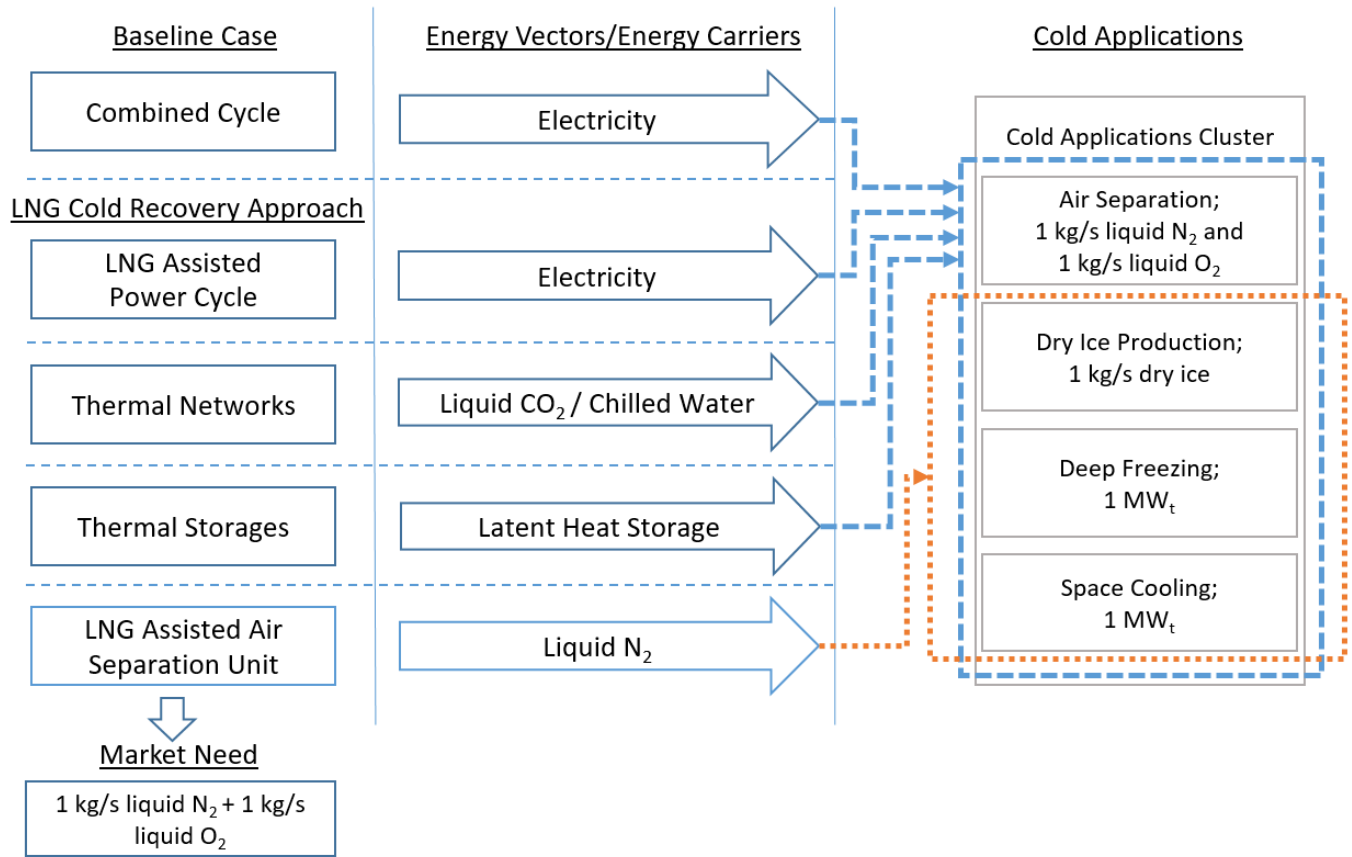 Baseline Case
Energy Vectors/Energy Carriers
Cold Applications
Combined Cycle
Electricity
Cold Applications Cluster
Air Separation;
1 kg/s liquid N₂ and
1 kg/s liquid O₂
LNG Cold Recovery Approach
LNG Assisted
Power Cycle
Electricity
Dry Ice Production;
1 kg/s dry ice
Thermal Networks
Liquid CO₂ / Chilled Water
Deep Freezing;
1 MWₜ
Thermal Storages
Latent Heat Storage
Space Cooling;
1 MWₜ
LNG Assisted Air
Separation Unit
Liquid N₂
Market Need
1 kg/s liquid N₂ + 1 kg/s
liquid O₂